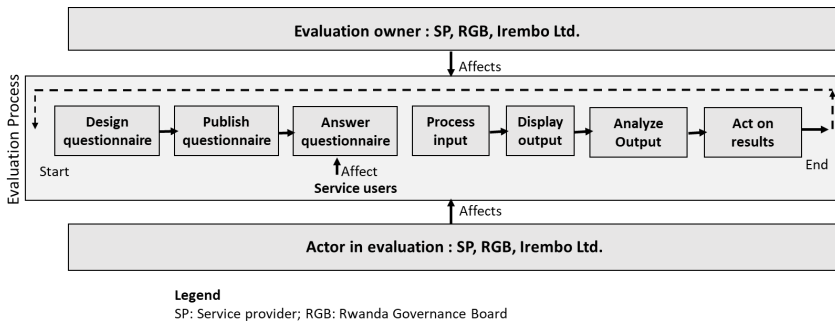 Evaluation owner : SP, RGB, Irembo Ltd.
Affects
Evaluation Process
Design
questionnaire
Publish
questionnaire
Answer
questionnaire
Process
input
Display
output
Analyze
Output
Act on
results
Start
Affect
Service users
End
Affects
Actor in evaluation : SP, RGB, Irembo Ltd.
Legend
SP: Service provider; RGB: Rwanda Governance Board